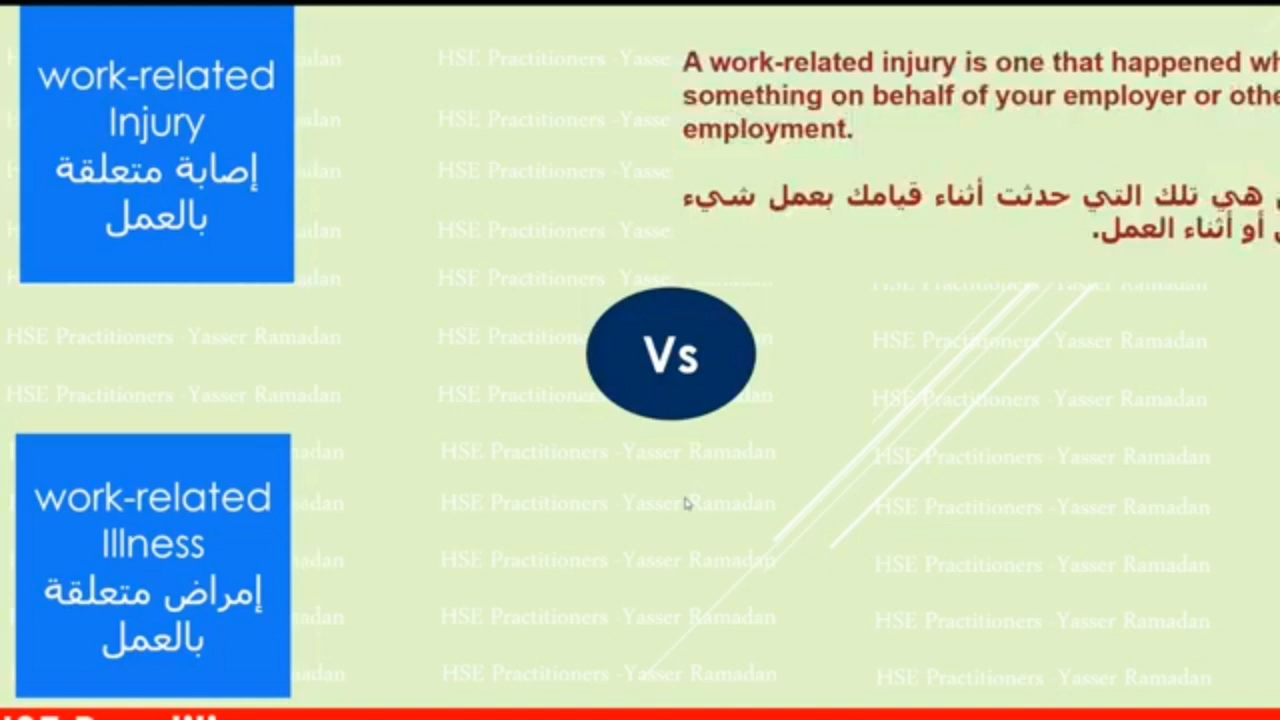 work-related
Injury
إصابة متعلقة
بالعمل
A work-related injury is one that happened
something on behalf of your employer or
employment.
هي تلك التي حدثت أثناء قيامك بعمل شيء
أو أثناء العمل.
Vs
work-related
Illness
إمراض متعلقة
بالعمل
HSE Practitioners -Yasser Ramadan